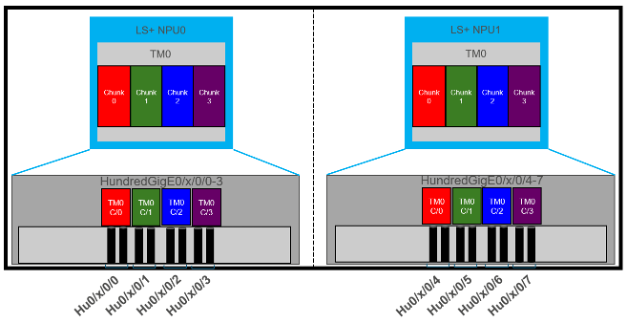 LS+ NPU0
TM0
Chunk 0
Chunk 1
Chunk 2
Chunk 3
HundredGigE0/x/0/0-3
TM0 C/0
TM0 C/1
TM0 C/2
TM0 C/3
Hu0/x/0/0
Hu0/x/0/1
Hu0/x/0/2
Hu0/x/0/3
LS+ NPU1
TM0
Chunk 0
Chunk 1
Chunk 2
Chunk 3
HundredGigE0/x/0/4-7
TM0 C/0
TM0 C/1
TM0 C/2
TM0 C/3
Hu0/x/0/4
Hu0/x/0/5
Hu0/x/0/6
Hu0/x/0/7